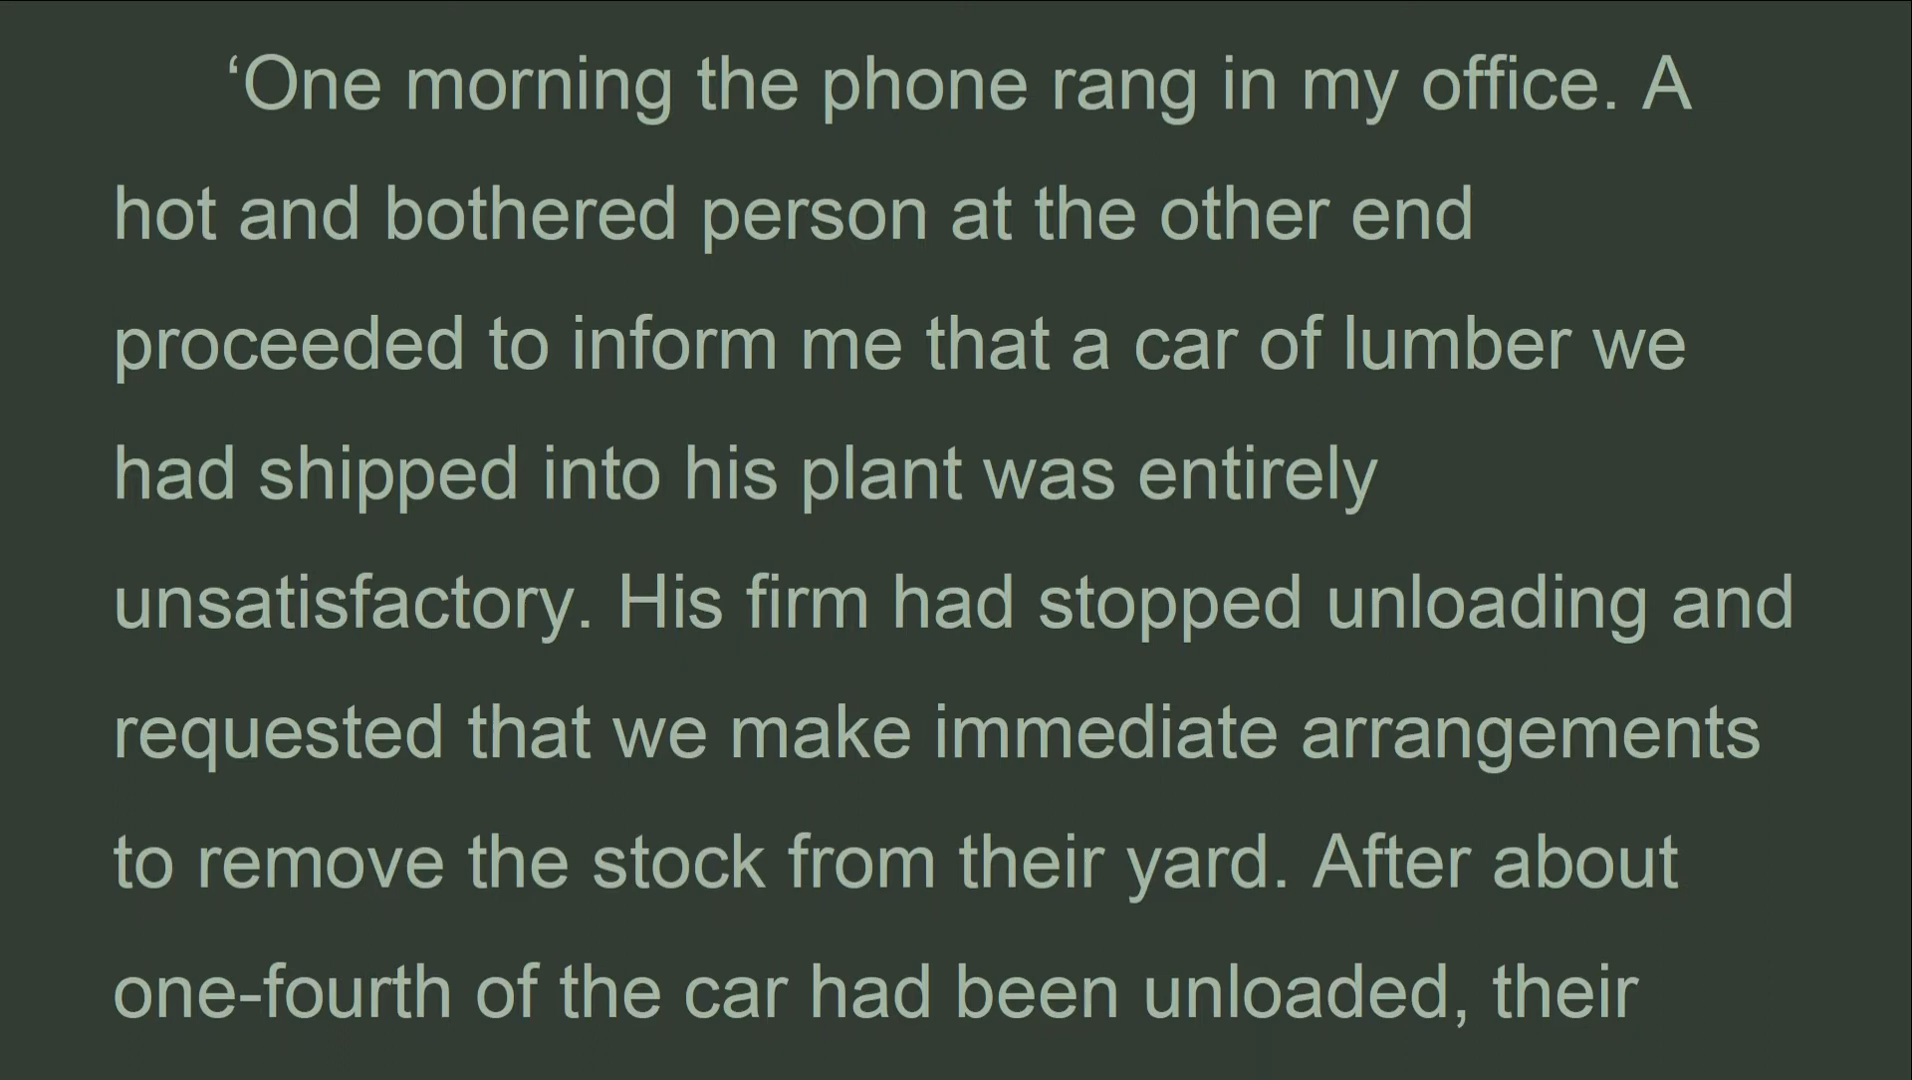 ‘One morning the phone rang in my office. A
hot and bothered person at the other end
proceeded to inform me that a car of lumber we
had shipped into his plant was entirely
unsatisfactory. His firm had stopped unloading and
requested that we make immediate arrangements
to remove the stock from their yard. After about
one-fourth of the car had been unloaded, their